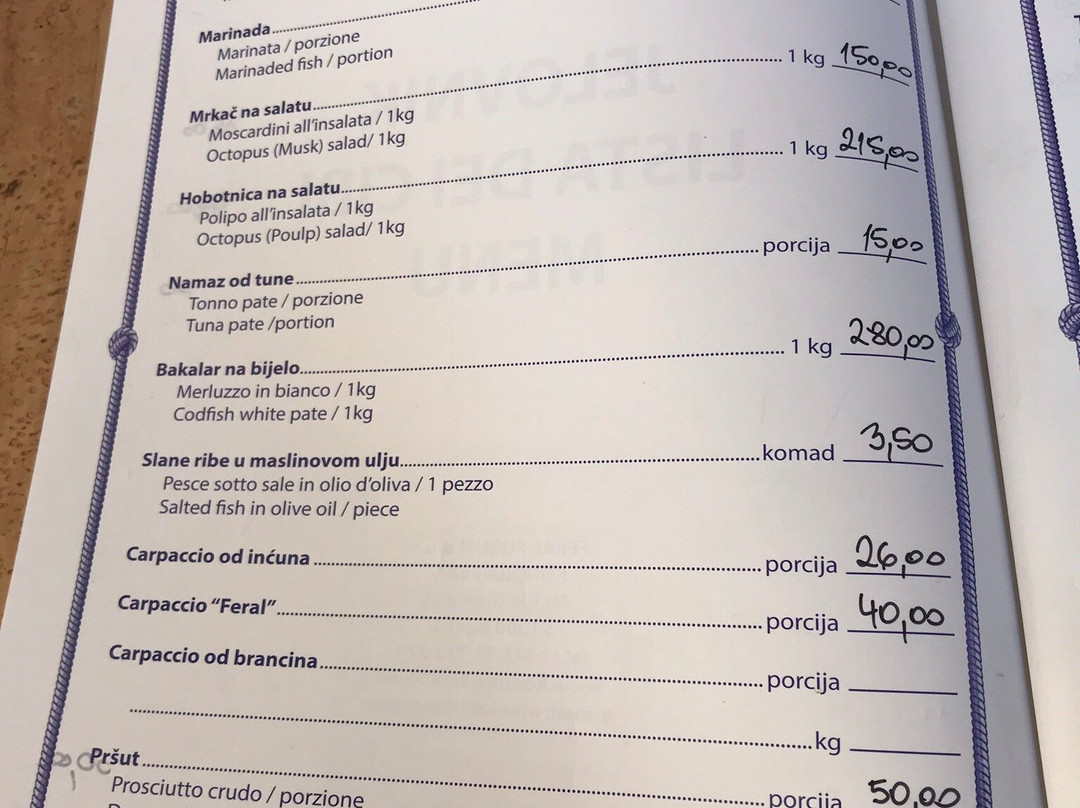 Marinada..........
Marinata / porzione
Marinaded fish / portion
Mrkač na salatu.......... 1 kg 150,00
Moscardini all'insalata / 1kg
Octopus (Musk) salad/ 1kg
Hobotnica na salatu.......... 1 kg 215,00
Polipo all'insalata / 1kg
Octopus (Poulp) salad/ 1kg
Namaz od tune.......... porcija 15,00
Tonno pate / porzione
Tuna pate /portion
Bakalar na bijelo.......... 1 kg 280,00
Merluzzo in bianco / 1kg
Codfish white pate / 1kg
Slane ribe u maslinovom ulju..........komad 3,50
Pesce sotto sale in olio d'oliva / 1 pezzo
Salted fish in olive oil / piece
Carpaccio od inćuna ..........porcija 26,00
Carpaccio "Feral"..........porcija 40,00
Carpaccio od brancina..........porcija
..........kg
Pršut ..........porcija 50,00
Prosciutto crudo / porzione